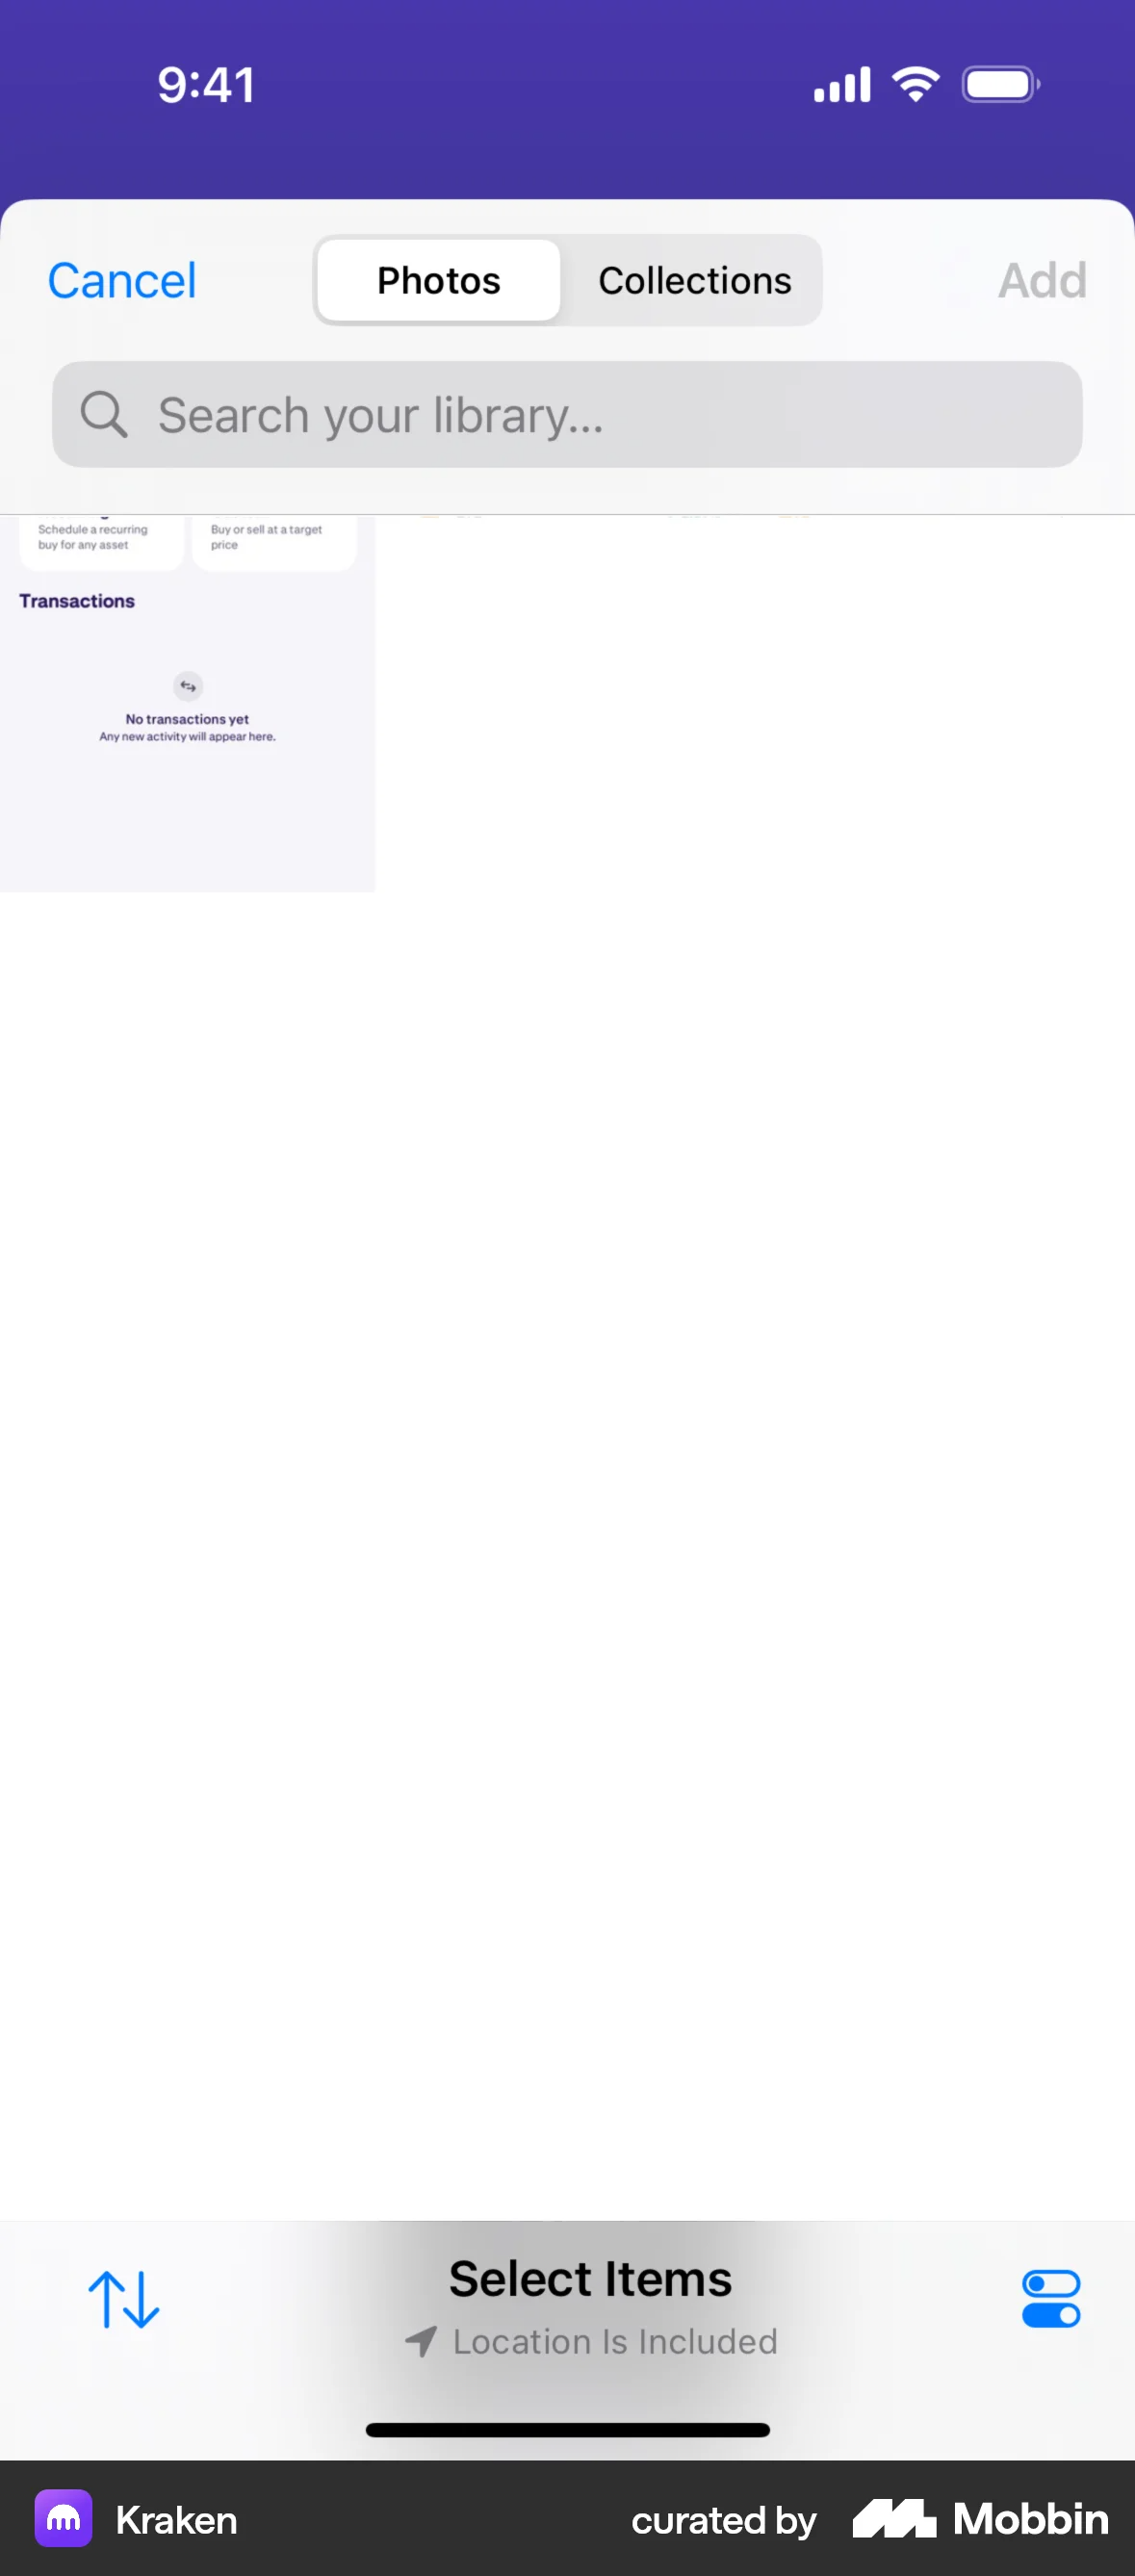 9:41
Cancel
Photos
Collections
Add
Search your library...
Schedule a recurring
buy for any asset
Buy or sell at a target
price
Transactions
No transactions yet
Any new activity will appear here.
Select Items
Location Is Included
Kraken
curated by
Mobbin